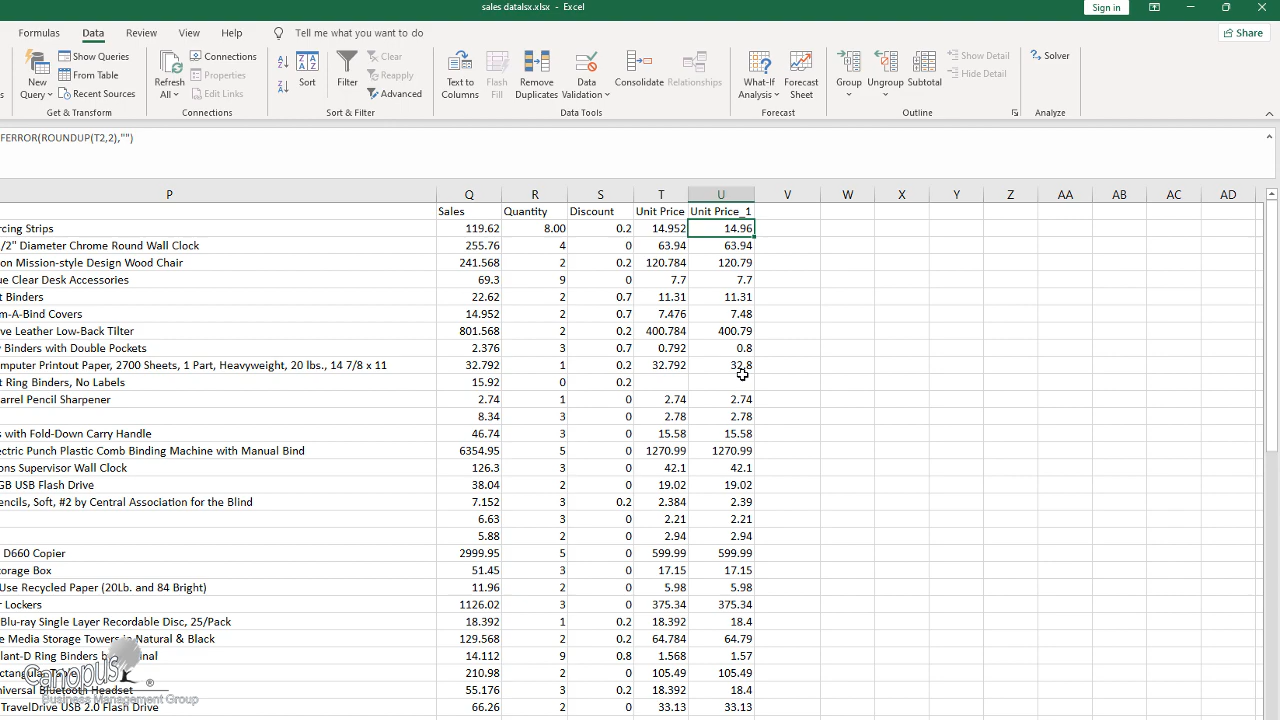 sales datalsx.xlsx - Excel
Sign in
Formulas Data Review View Help Tell me what you want to do Share
New Query
Show Queries
From Table
Recent Sources
Get & Transform
Refresh All
Connections
Properties
Edit Links
Connections
Sort
Filter
Clear
Reapply
Advanced
Sort & Filter
Text to Columns
Flash Fill
Remove Duplicates
Data Validation
Consolidate
Relationships
Data Tools
What-If Analysis
Forecast Sheet
Forecast
Group
Ungroup
Subtotal
Show Detail
Hide Detail
Outline
Solver
Analyze
FERROR(ROUNDUP(T2,2),"")
P Q R S T U V W X Y Z AA AB AC AD
Sales Quantity Discount Unit Price Unit Price_1
rcing Strips 119.62 8.00 0.2 14.952 14.96
/2" Diameter Chrome Round Wall Clock 255.76 4 0 63.94 63.94
on Mission-style Design Wood Chair 241.568 2 0.2 120.784 120.79
ue Clear Desk Accessories 69.3 9 0 7.7 7.7
t Binders 22.62 2 0.7 11.31 11.31
m-A-Bind Covers 14.952 2 0.7 7.476 7.48
ve Leather Low-Back Tilter 801.568 2 0.2 400.784 400.79
y Binders with Double Pockets 2.376 3 0.7 0.792 0.8
mputer Printout Paper, 2700 Sheets, 1 Part, Heavyweight, 20 lbs., 14 7/8 x 11 32.792 1 0.2 32.792 32.8
t Ring Binders, No Labels 15.92 0 0.2
arrel Pencil Sharpener 2.74 1 0 2.74 2.74
8.34 3 0 2.78 2.78
s with Fold-Down Carry Handle 46.74 3 0 15.58 15.58
ectric Punch Plastic Comb Binding Machine with Manual Bind 6354.95 5 0 1270.99 1270.99
ons Supervisor Wall Clock 126.3 3 0 42.1 42.1
GB USB Flash Drive 38.04 2 0 19.02 19.02
encils, Soft, #2 by Central Association for the Blind 7.152 3 0.2 2.384 2.39
6.63 3 0 2.21 2.21
5.88 2 0 2.94 2.94
D660 Copier 2999.95 5 0 599.99 599.99
torage Box 51.45 3 0 17.15 17.15
Use Recycled Paper (20Lb. and 84 Bright) 11.96 2 0 5.98 5.98
r Lockers 1126.02 3 0 375.34 375.34
Blu-ray Single Layer Recordable Disc, 25/Pack 18.392 1 0.2 18.392 18.4
e Media Storage Towers in Natural & Black 129.568 2 0 64.784 64.79
lant-D Ring Binders 14.112 9 0.8 1.568 1.57
210.98 2 0 105.49 105.49
niversal Bluetooth Headset 55.176 3 0.2 18.392 18.4
TravelDrive USB 2.0 Flash Drive 66.26 2 0 33.13 33.13
Canopus ®
Business Management Group